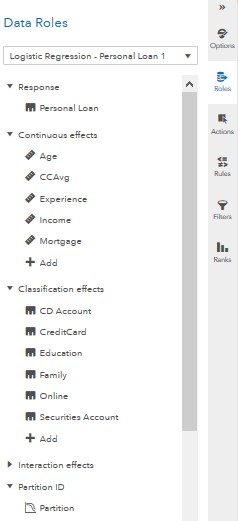 Data Roles
Logistic Regression - Personal Loan 1
Response
Personal Loan
Continuous effects
Age
CCAvg
Experience
Income
Mortgage
Add
Classification effects
CD Account
CreditCard
Education
Family
Online
Securities Account
Add
Interaction effects
Partition ID
Partition
Options
Roles
Actions
Rules
Filters
Ranks